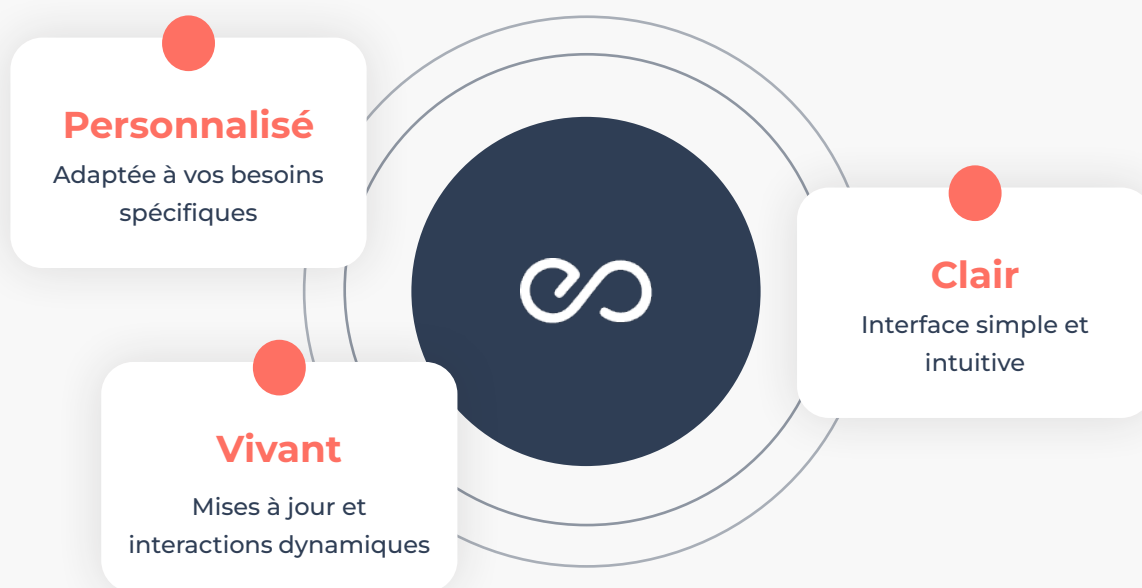 Personnalisé
Adaptée à vos besoins
spécifiques
Clair
Interface simple et
intuitive
Vivant
Mises à jour et
interactions dynamiques